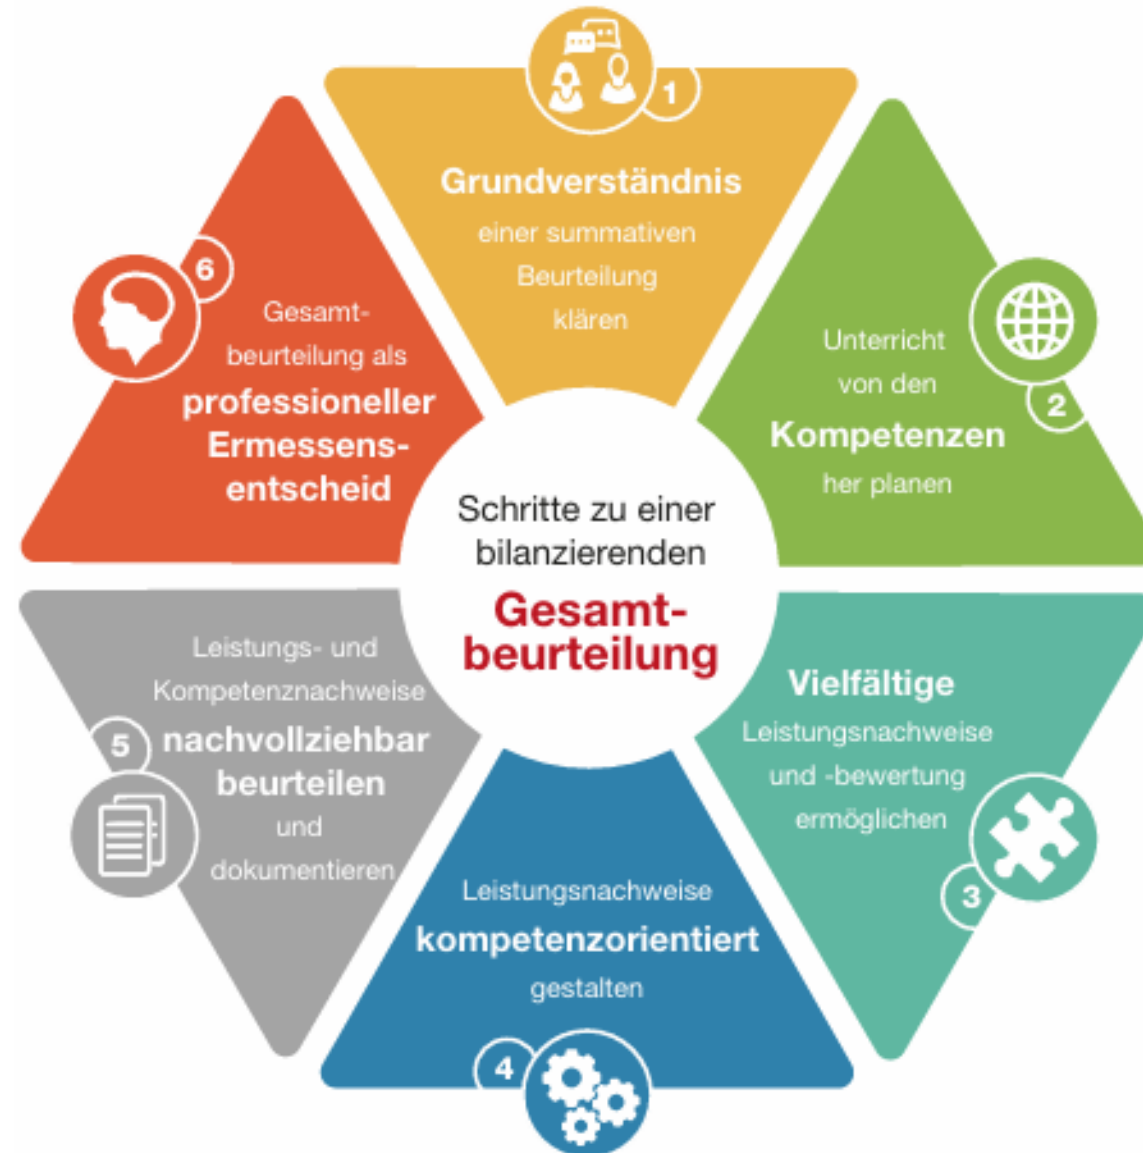 Schritte zu einer
bilanzierenden
Gesamt-
beurteilung
1
Grundverständnis
einer summativen
Beurteilung
klären
2
Unterricht
von den
Kompetenzen
her planen
3
Vielfältige
Leistungsnachweise
und -bewertung
ermöglichen
4
Leistungsnachweise
kompetenzorientiert
gestalten
5
Leistungs- und
Kompetenznachweise
nachvollziehbar
beurteilen
und
dokumentieren
6
Gesamt-
beurteilung als
professioneller
Ermessens-
entscheid